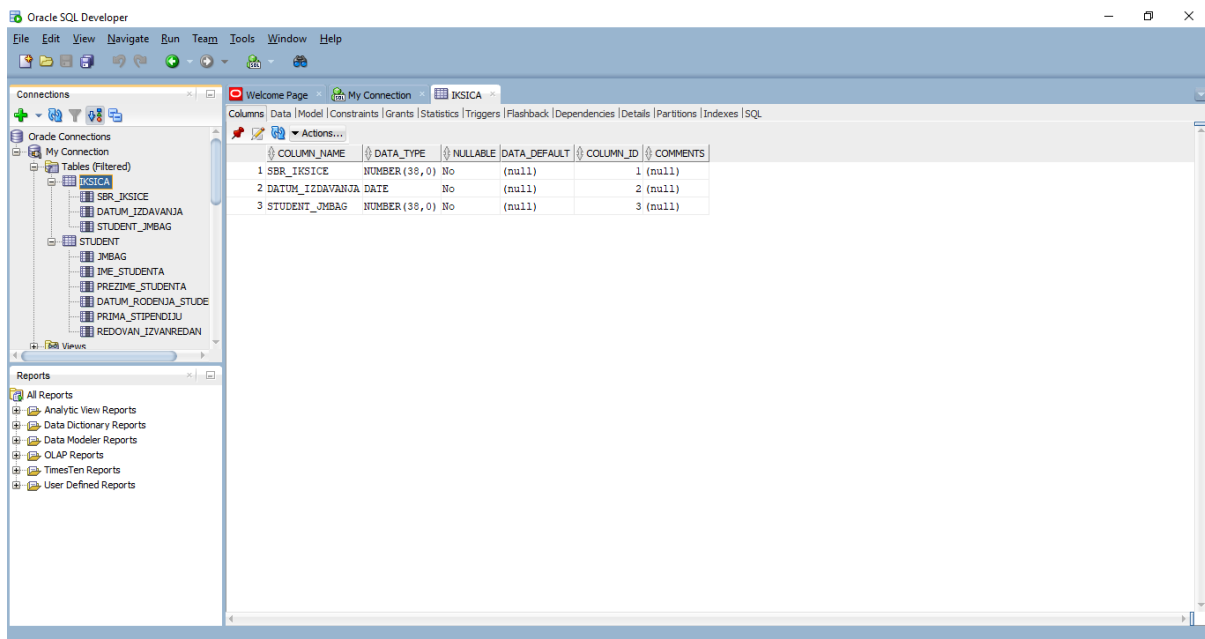 Oracle SQL Developer
File Edit View Navigate Run Team Tools Window Help
Connections
Oracle Connections
My Connection
Tables (Filtered)
IKSICA
SBR_IKSICE
DATUM_IZDAVANJA
STUDENT_JMBAG
STUDENT
JMBAG
IME_STUDENTA
PREZIME_STUDENTA
DATUM_RODENJA_STUDE
PRIMA_STIPENDIJU
REDOVAN_IZVANREDAN
Views
Reports
All Reports
Analytic View Reports
Data Dictionary Reports
Data Modeler Reports
OLAP Reports
TimesTen Reports
User Defined Reports
Welcome Page My Connection IKSICA
Columns Data Model Constraints Grants Statistics Triggers Flashback Dependencies Details Partitions Indexes SQL
Actions...
COLUMN_NAME DATA_TYPE NULLABLE DATA_DEFAULT COLUMN_ID COMMENTS
1 SBR_IKSICE NUMBER(38,0) No (null) 1 (null)
2 DATUM_IZDAVANJA DATE No (null) 2 (null)
3 STUDENT_JMBAG NUMBER(38,0) No (null) 3 (null)